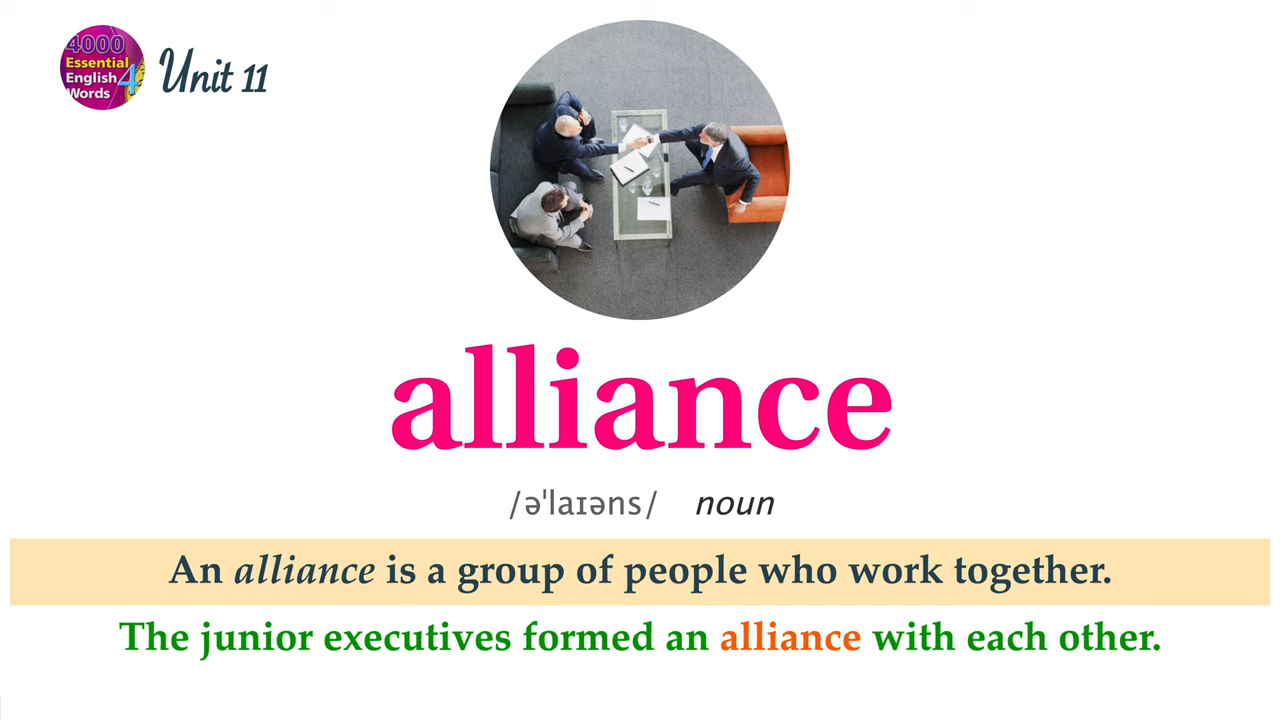 4000
Essential
English
Words
4
Unit 11
alliance
/əˈlaɪəns/ noun
An alliance is a group of people who work together.
The junior executives formed an alliance with each other.